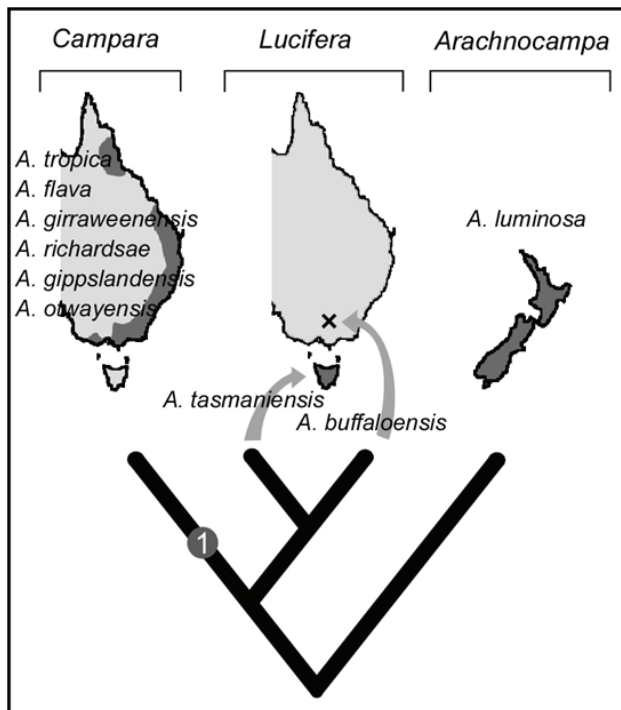 Campara
Lucifera
Arachnocampa
A. tropica
A. flava
A. girraweenensis
A. richardsae
A. gippslandensis
A. otwayensis
A. luminosa
A. tasmaniensis
A. buffaloensis
1